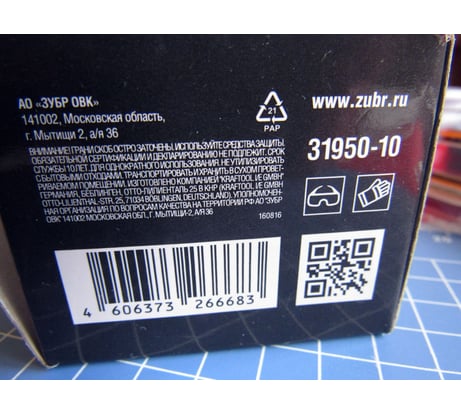 АО «ЗУБР ОВК»
141002, Московская область,
г. Мытищи 2, а/я 36
21
PAP
www.zubr.ru
31950-10
ВНИМАНИЕ! ГРАНИ СКОБ ОСТРО ЗАТОЧЕНЫ, ИСПОЛЬЗУЙТЕ СРЕДСТВА ЗАЩИТЫ.
ОБЯЗАТЕЛЬНОЙ СЕРТИФИКАЦИИ И ДЕКЛАРИРОВАНИЮ НЕ ПОДЛЕЖИТ. СРОК
СЛУЖБЫ 10 ЛЕТ. ДЛЯ ОДНОКРАТНОГО ИСПОЛЬЗОВАНИЯ. НЕ УТИЛИЗИРОВАТЬ
С БЫТОВЫМИ ОТХОДАМИ. ТРАНСПОРТИРОВАТЬ И ХРАНИТЬ В СУХОМ ПРОВЕТ-
РИВАЕМОМ ПОМЕЩЕНИИ. ИЗГОТОВЛЕНО КОМПАНИЕЙ "KRAFTOOL I/E GMBH"
ГЕРМАНИЯ, БЁБЛИНГЕН, ОТТО-ЛИЛИЕНТАЛЬ 25 В КНР (KRAFTOOL I/E GMBH
OTTO-LILIENTHAL-STR. 25, 71034 BÖBLINGEN, DEUTSCHLAND). УПОЛНОМОЧЕН-
НАЯ ОРГАНИЗАЦИЯ ПО ВОПРОСАМ КАЧЕСТВА НА ТЕРРИТОРИИ РФ АО "ЗУБР
ОВК" 141002 МОСКОВСКАЯ ОБЛ., Г. МЫТИЩИ-2, А/Я 36
160816
4 606373 266683